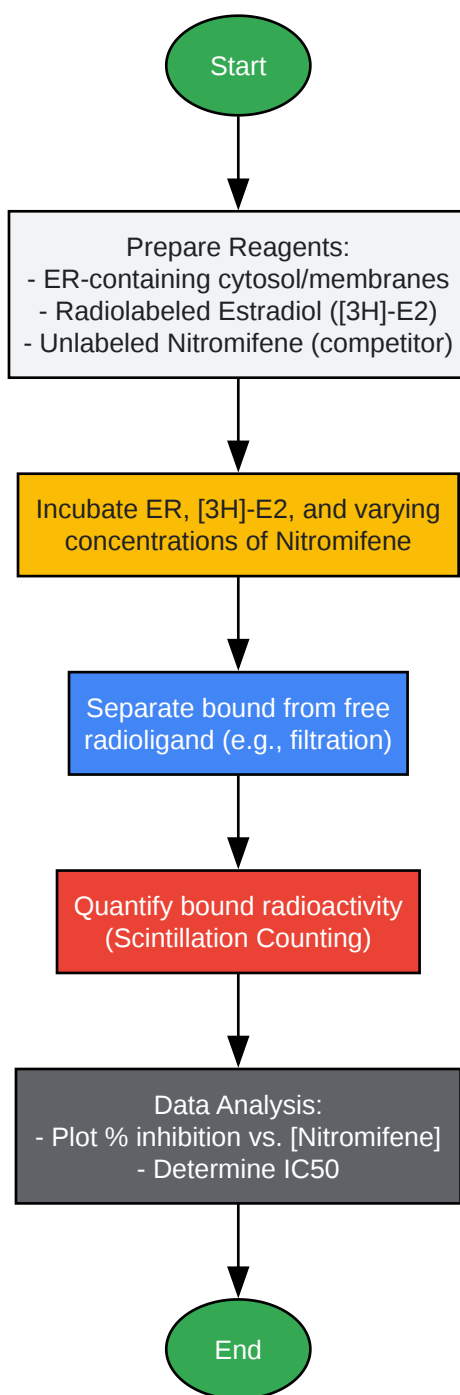 Start
Prepare Reagents:
- ER-containing cytosol/membranes
- Radiolabeled Estradiol ([3H]-E2)
- Unlabeled Nitromifene (competitor)
Incubate ER, [3H]-E2, and varying
concentrations of Nitromifene
Separate bound from free
radioligand (e.g., filtration)
Quantify bound radioactivity
(Scintillation Counting)
Data Analysis:
- Plot % inhibition vs. [Nitromifene]
- Determine IC50
End